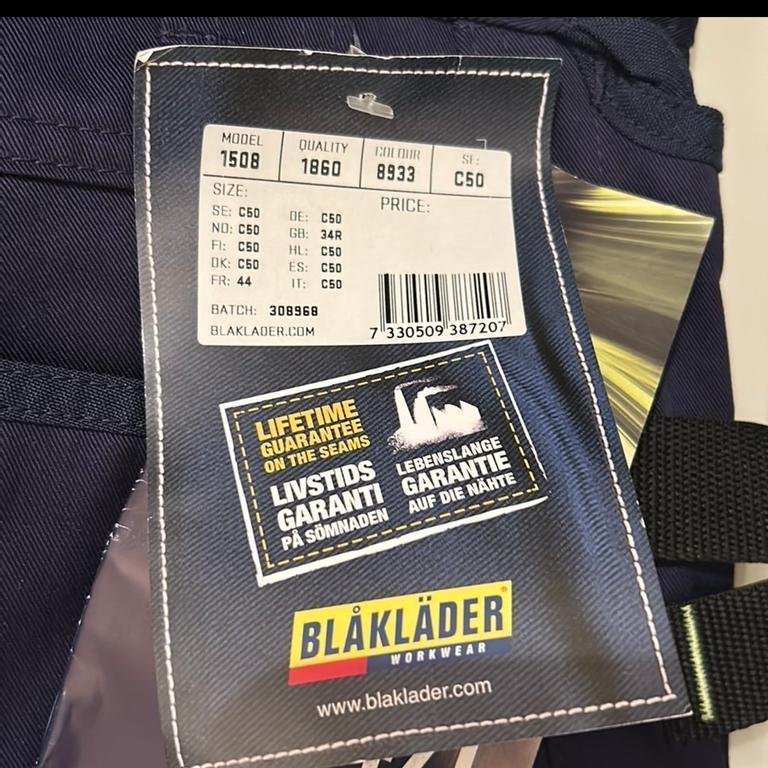 MODEL QUALITY COLOUR SE:
1508 1860 8933 C50
SIZE: PRICE:
SE: C50 DE: C50
NO: C50 GB: 34R
FI: C50 HL: C50
DK: C50 ES: C50
FR: 44 IT: C50
BATCH: 308968
BLAKLADER.COM
7 330509 387207
LIFETIME
GUARANTEE
ON THE SEAMS
LIVSTIDS
GARANTI
PÅ SÖMNADEN
LEBENSLANGE
GARANTIE
AUF DIE NÄHTE
BLÅKLÄDER®
WORKWEAR
www.blaklader.com